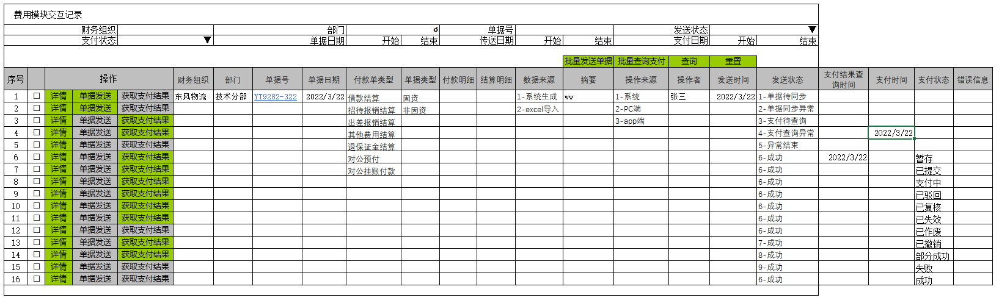 费用模块交互记录
财务组织 部门 单据号 发送状态
支付状态 单据日期 开始 结束 传送日期 开始 结束 支付日期 开始 结束
批量发送单据 批量查询支付 查询 重置
序号 操作 财务组织 部门 单据号 单据日期 付款单类型 单据类型 付款明细 结算明细 数据来源 摘要 操作来源 操作者 发送时间 发送状态 支付结果查询时间 支付时间 支付状态 错误信息
1 详情 单据发送 获取支付结果 东风物流 技术分部 YT9282-322 2022/3/22 借款结算 固资 1-系统生成 ww 1-系统 张三 2022/3/22 1-单据待同步
2 详情 单据发送 获取支付结果 招待报销结算 非固资 2-excel导入 2-PC端 2-单据同步异常
3 详情 单据发送 获取支付结果 出差报销结算 3-app端 3-支付待查询
4 详情 单据发送 获取支付结果 其他费用结算 4-支付查询异常 2022/3/22
5 详情 单据发送 获取支付结果 退保证金结算 5-异常结束
6 详情 单据发送 获取支付结果 对公预付 6-成功 2022/3/22 暂存
7 详情 单据发送 获取支付结果 对公挂账付款 6-成功 已提交
8 详情 单据发送 获取支付结果 6-成功 支付中
9 详情 单据发送 获取支付结果 6-成功 已驳回
10 详情 单据发送 获取支付结果 6-成功 已复核
11 详情 单据发送 获取支付结果 6-成功 已失效
12 详情 单据发送 获取支付结果 6-成功 已作废
13 详情 单据发送 获取支付结果 7-成功 已撤销
14 详情 单据发送 获取支付结果 8-成功 部分成功
15 详情 单据发送 获取支付结果 9-成功 失败
16 详情 单据发送 获取支付结果 6-成功 成功